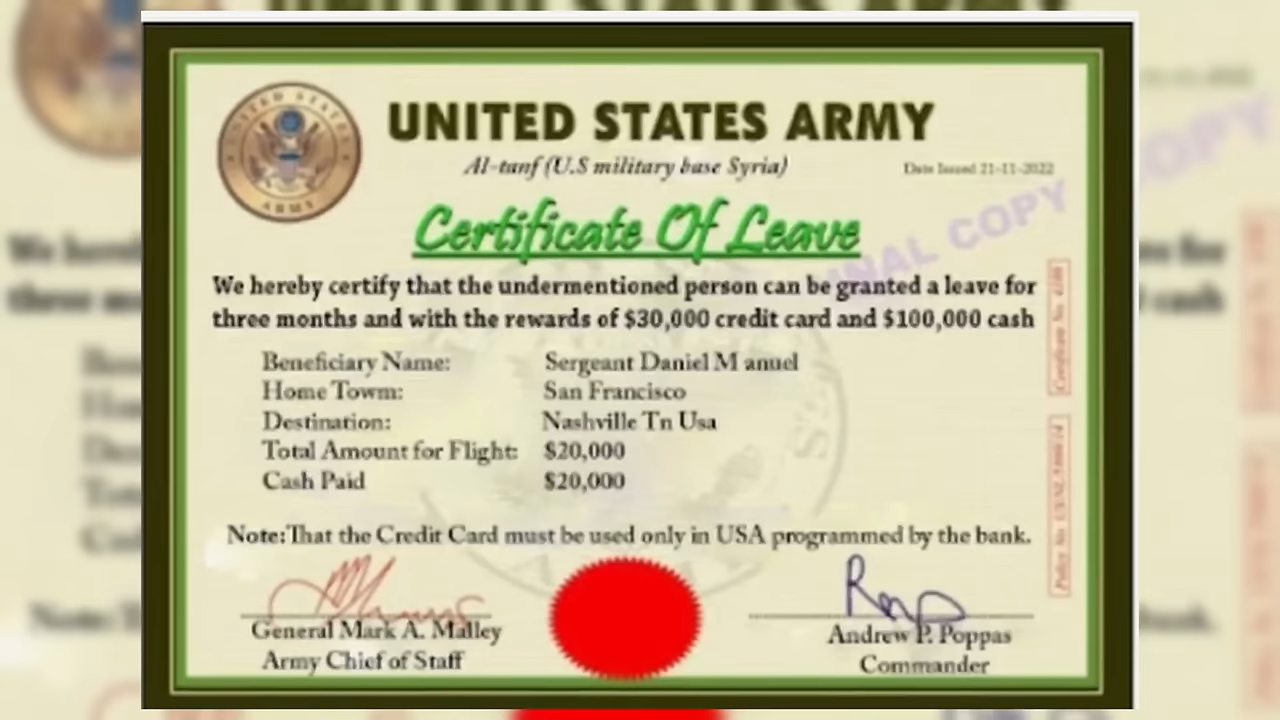 UNITED STATES ARMY
Al-tanf (U.S military base Syria)
Date Issued 21-11-2022
Certificate Of Leave
COPY
We hereby certify that the undermentioned person can be granted a leave for
three months and with the rewards of $30,000 credit card and $100,000 cash
Beneficiary Name: Sergeant Daniel M anuel
Home Towm: San Francisco
Destination: Nashville Tn Usa
Total Amount for Flight: $20,000
Cash Paid $20,000
Note:That the Credit Card must be used only in USA programmed by the bank.
General Mark A. Malley
Army Chief of Staff
Andrew P. Poppas
Commander